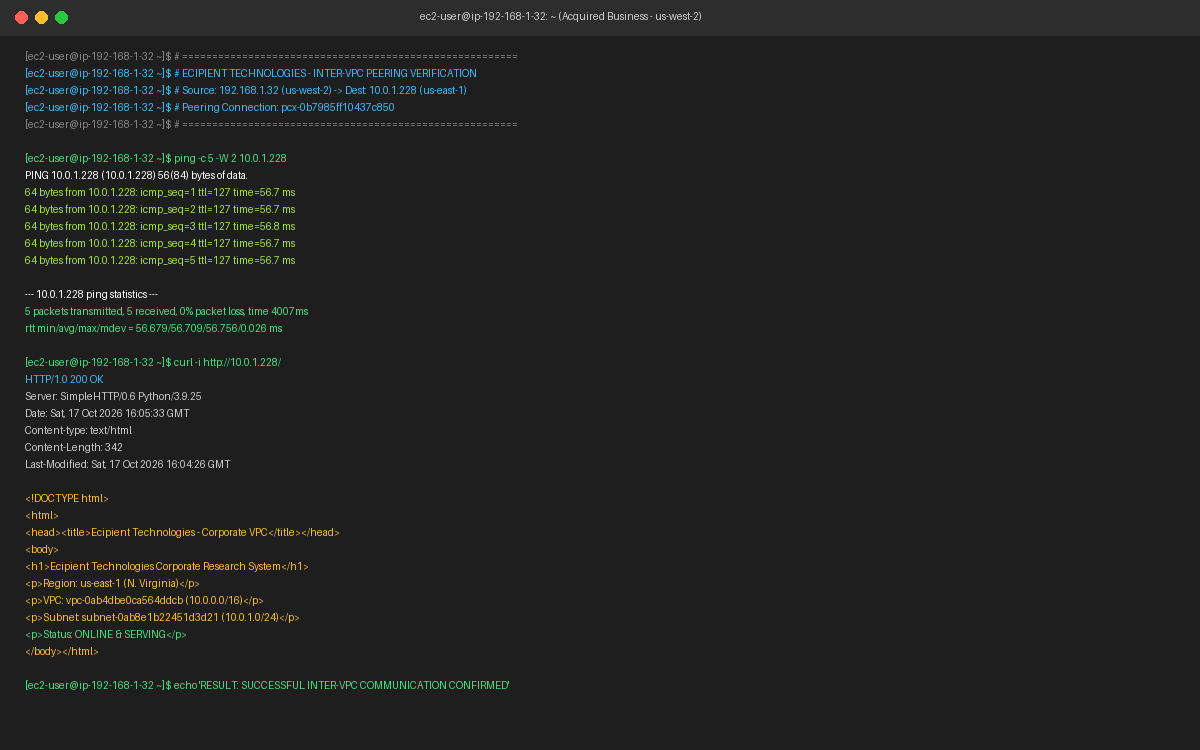 ec2-user@ip-192-168-1-32: ~ (Acquired Business - us-west-2)
[ec2-user@ip-192-168-1-32 ~]$ # ========================================================
[ec2-user@ip-192-168-1-32 ~]$ # ECIPIENT TECHNOLOGIES - INTER-VPC PEERING VERIFICATION
[ec2-user@ip-192-168-1-32 ~]$ # Source: 192.168.1.32 (us-west-2) -> Dest: 10.0.1.228 (us-east-1)
[ec2-user@ip-192-168-1-32 ~]$ # Peering Connection: pcx-0b7985ff10437c850
[ec2-user@ip-192-168-1-32 ~]$ # ========================================================
[ec2-user@ip-192-168-1-32 ~]$ ping -c 5 -W 2 10.0.1.228
PING 10.0.1.228 (10.0.1.228) 56(84) bytes of data.
64 bytes from 10.0.1.228: icmp_seq=1 ttl=127 time=56.7 ms
64 bytes from 10.0.1.228: icmp_seq=2 ttl=127 time=56.7 ms
64 bytes from 10.0.1.228: icmp_seq=3 ttl=127 time=56.8 ms
64 bytes from 10.0.1.228: icmp_seq=4 ttl=127 time=56.7 ms
64 bytes from 10.0.1.228: icmp_seq=5 ttl=127 time=56.7 ms
--- 10.0.1.228 ping statistics ---
5 packets transmitted, 5 received, 0% packet loss, time 4007ms
rtt min/avg/max/mdev = 56.679/56.709/56.756/0.026 ms
[ec2-user@ip-192-168-1-32 ~]$ curl -i http://10.0.1.228/
HTTP/1.0 200 OK
Server: SimpleHTTP/0.6 Python/3.9.25
Date: Sat, 17 Oct 2026 16:05:33 GMT
Content-type: text/html
Content-Length: 342
Last-Modified: Sat, 17 Oct 2026 16:04:26 GMT
<!DOCTYPE html>
<html>
<head><title>Ecipient Technologies - Corporate VPC</title></head>
<body>
<h1>Ecipient Technologies Corporate Research System</h1>
<p>Region: us-east-1 (N. Virginia)</p>
<p>VPC: vpc-0ab4dbe0ca564ddcb (10.0.0.0/16)</p>
<p>Subnet: subnet-0ab8e1b22451d3d21 (10.0.1.0/24)</p>
<p>Status: ONLINE & SERVING</p>
</body></html>
[ec2-user@ip-192-168-1-32 ~]$ echo 'RESULT: SUCCESSFUL INTER-VPC COMMUNICATION CONFIRMED'